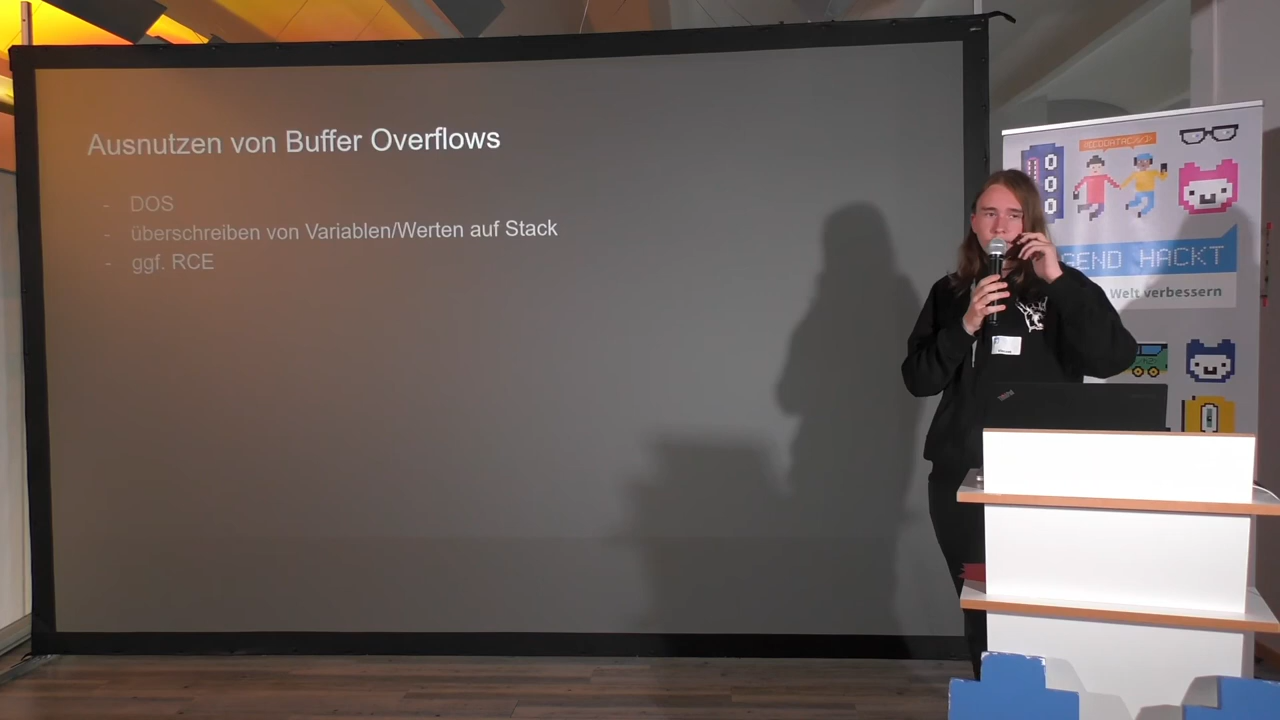 Ausnutzen von Buffer Overflows
- DOS
- überschreiben von Variablen/Werten auf Stack
- ggf. RCE
GEND HACKT
Welt verbessern